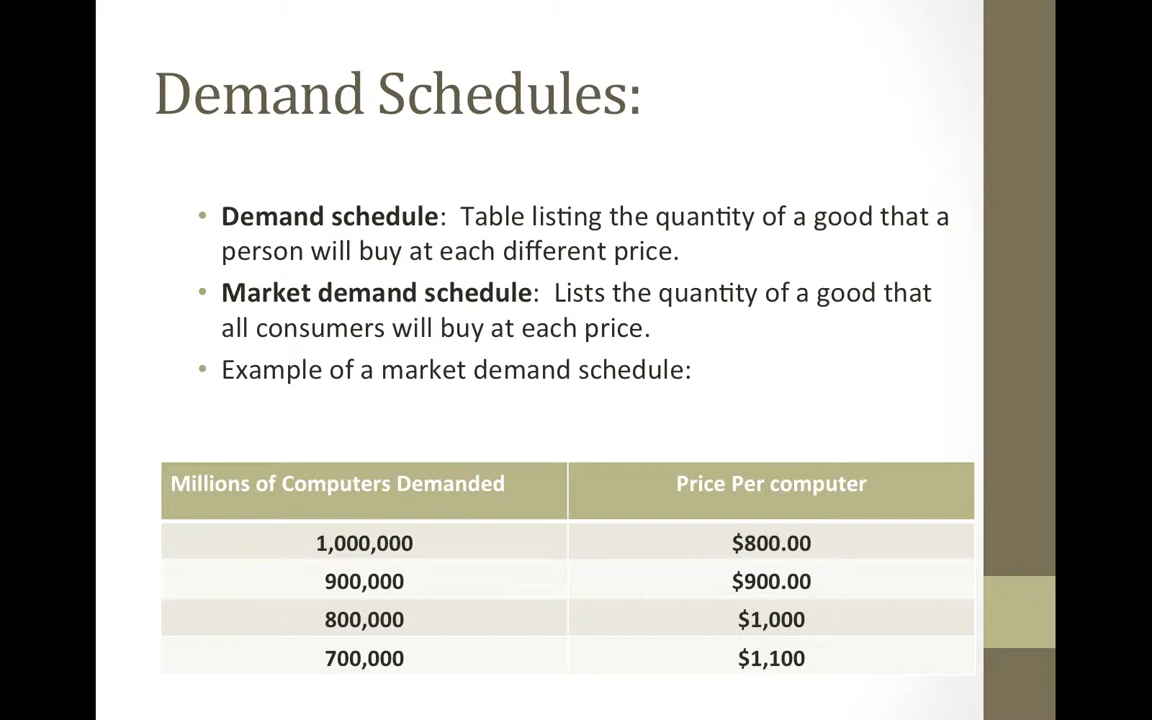 Demand Schedules:
• Demand schedule:  Table listing the quantity of a good that a
person will buy at each different price.
• Market demand schedule:  Lists the quantity of a good that
all consumers will buy at each price.
• Example of a market demand schedule:
Millions of Computers Demanded Price Per computer
1,000,000 $800.00
900,000 $900.00
800,000 $1,000
700,000 $1,100